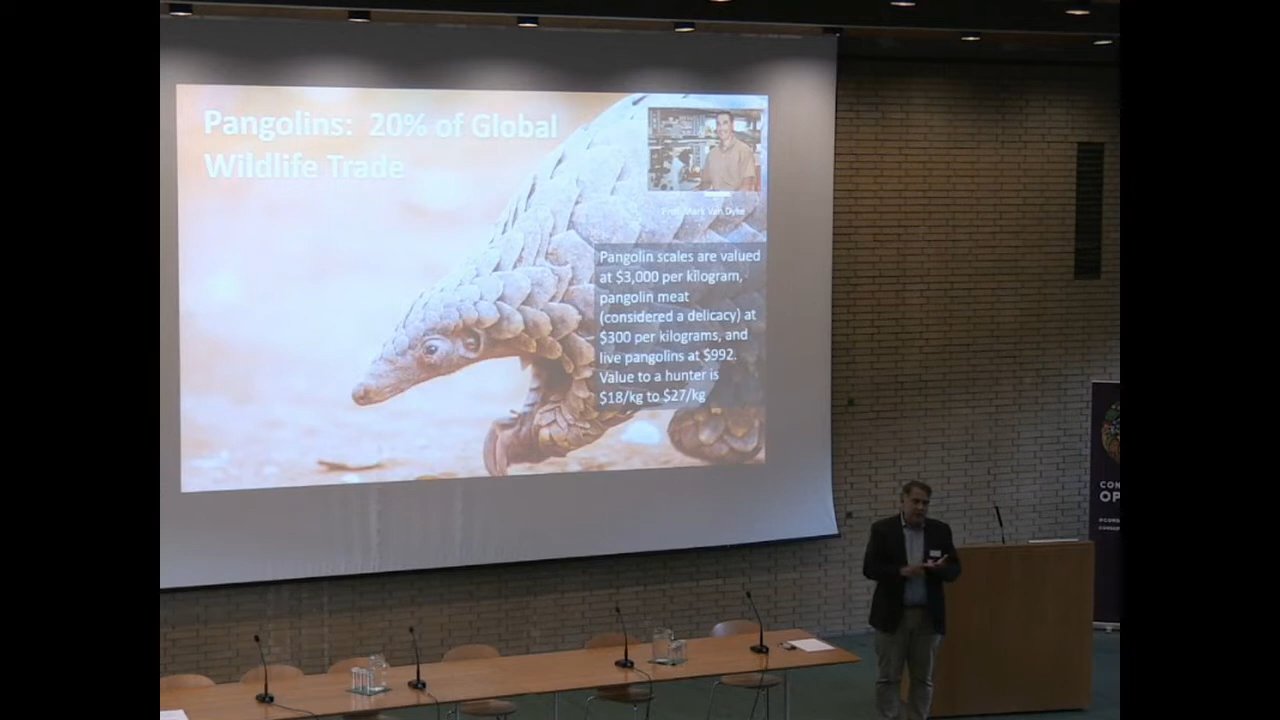 Pangolins: 20% of Global
Wildlife Trade
Prof. Mark Van Dyke
Pangolin scales are valued
at $3,000 per kilogram,
pangolin meat
(considered a delicacy) at
$300 per kilograms, and
live pangolins at $992.
Value to a hunter is
$18/kg to $27/kg
CON
OP